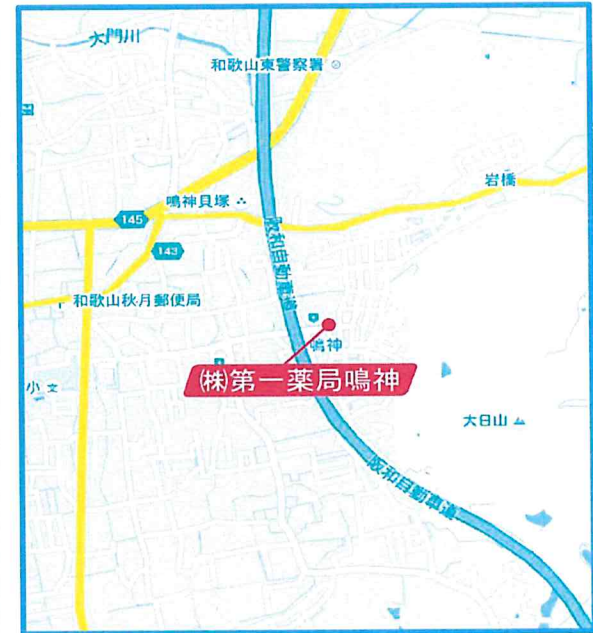 大門川
和歌山東警察署
岩橋
鳴神貝塚
145
阪和自動車道
143
和歌山秋月郵便局
鳴神
㈱第一薬局鳴神
小
文
大日山
阪和自動車道